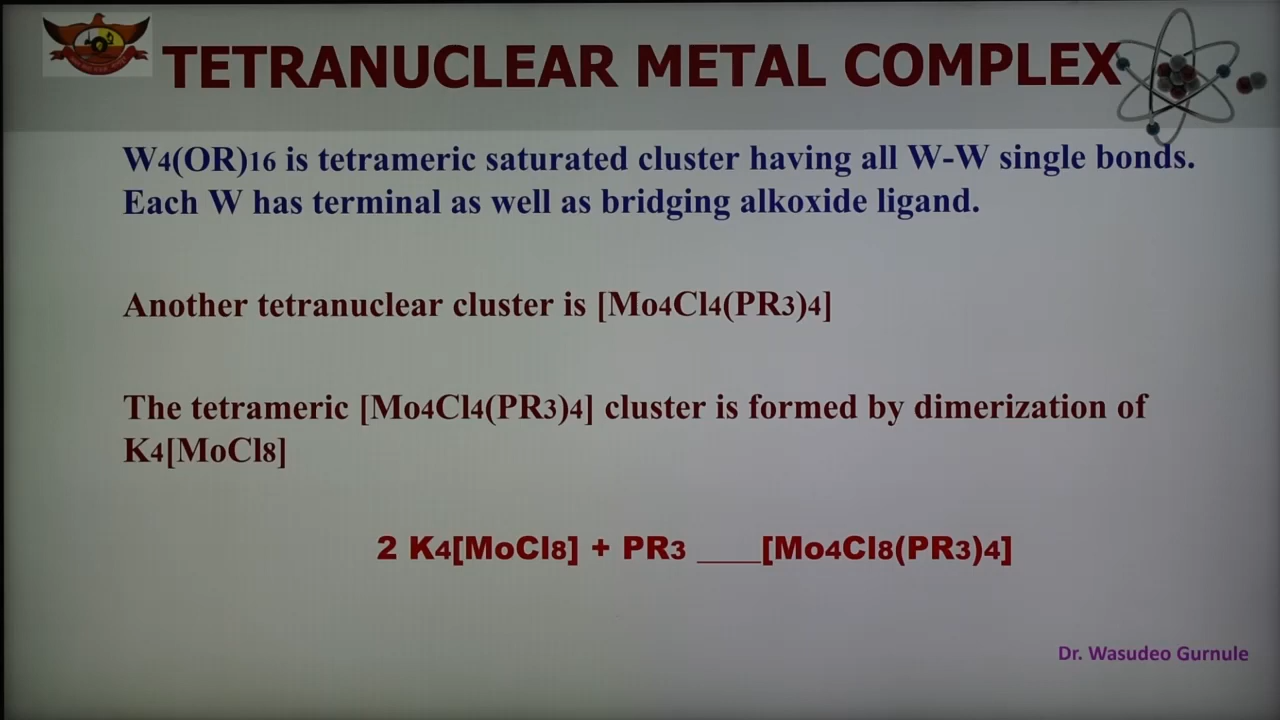 TETRANUCLEAR METAL COMPLEX
W4(OR)16 is tetrameric saturated cluster having all W-W single bonds.
Each W has terminal as well as bridging alkoxide ligand.
Another tetranuclear cluster is [Mo4Cl4(PR3)4]
The tetrameric [Mo4Cl4(PR3)4] cluster is formed by dimerization of
K4[MoCl8]
2 K4[MoCl8] + PR3 ____[Mo4Cl8(PR3)4]
Dr. Wasudeo Gurnule